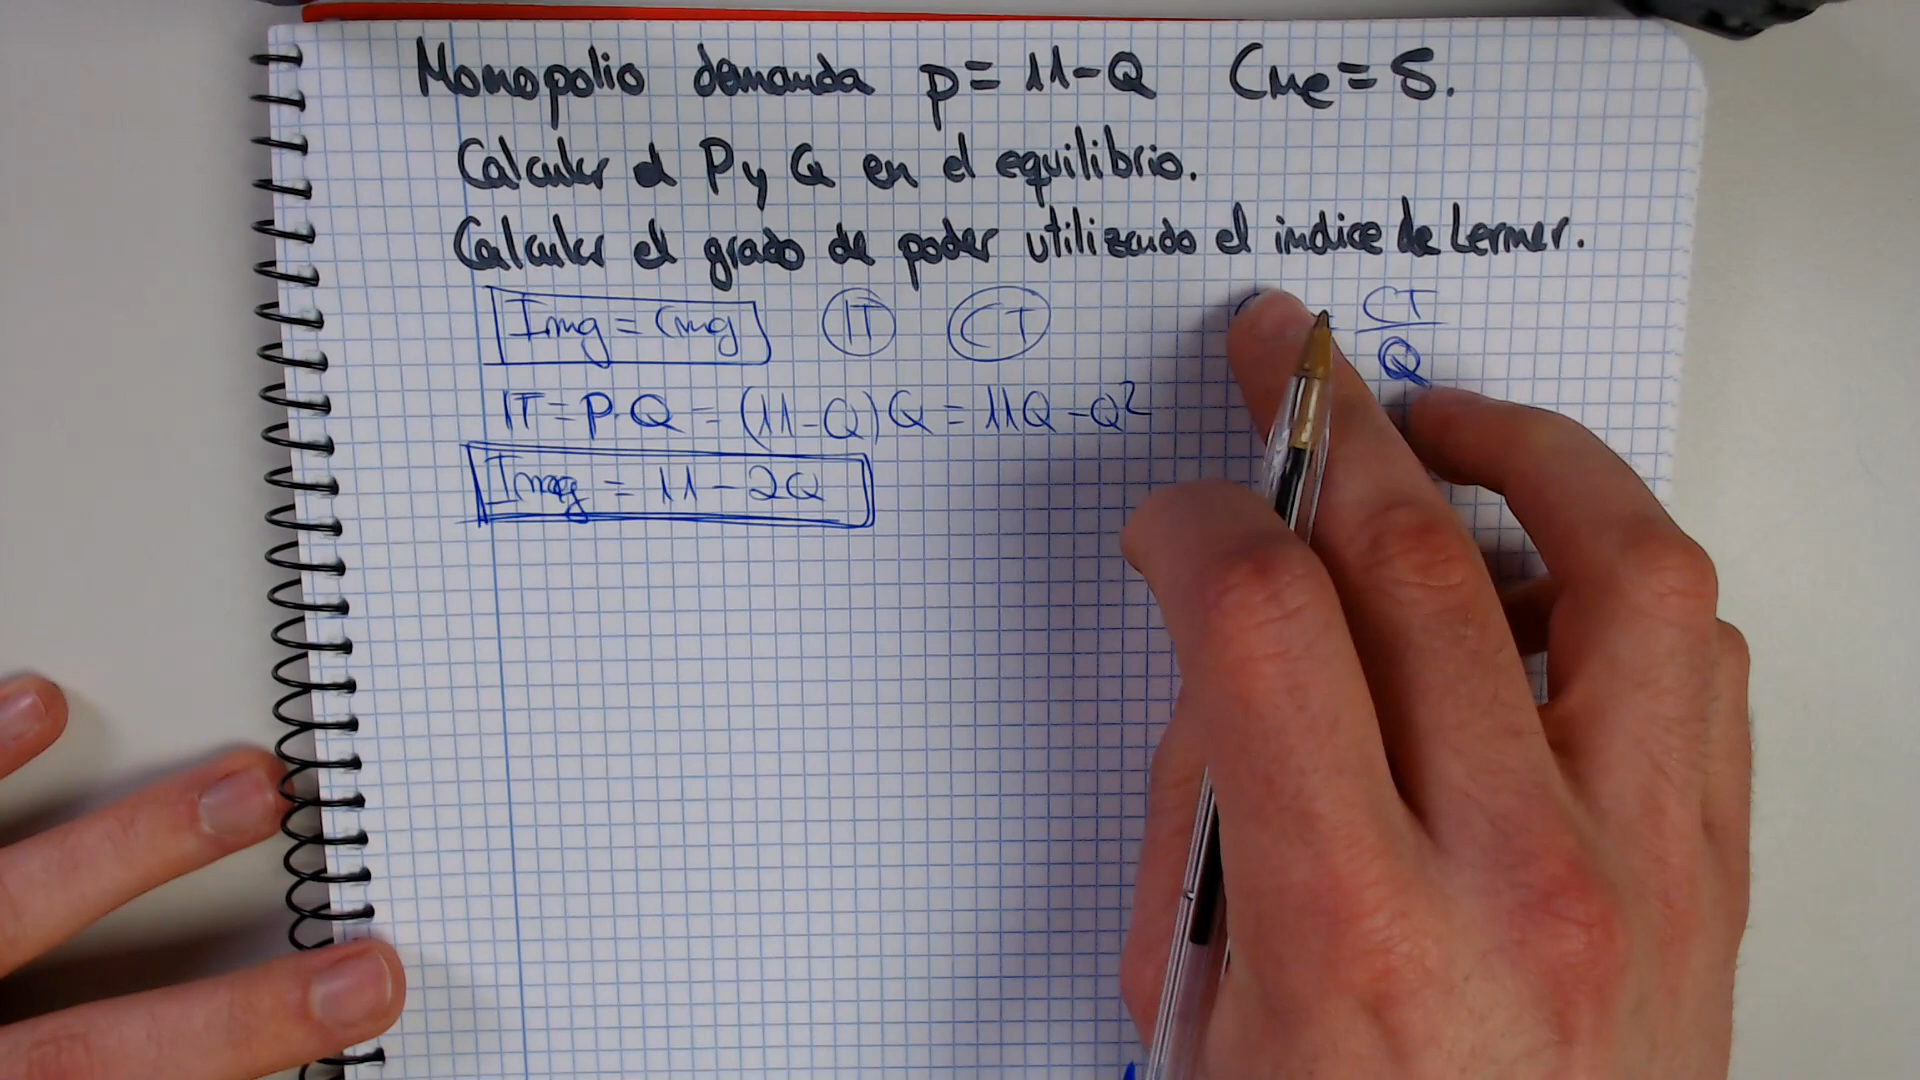 Monopolio demanda p = 11 - Q CMe = 5.
Calcular el P y Q en el equilibrio.
Calcular el grado de poder utilizando el indice de Lerner.
Img = Cmg IT CT = CT / Q
IT = P · Q = (11 - Q) Q = 11Q - Q²
Img = 11 - 2Q